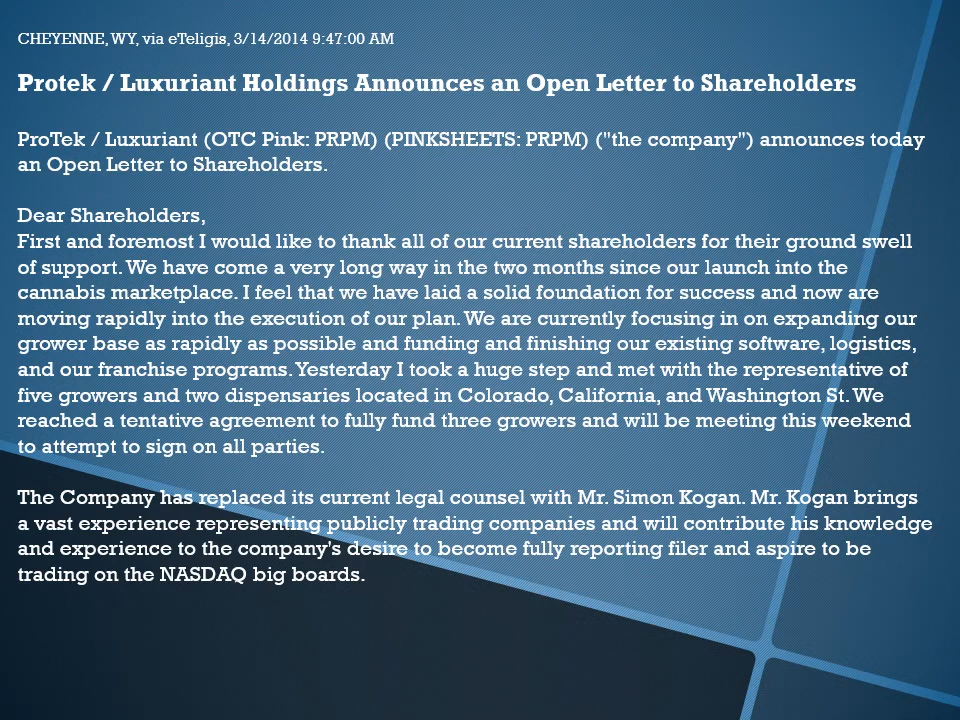 CHEYENNE, WY, via eTeligis, 3/14/2014 9:47:00 AM
Protek / Luxuriant Holdings Announces an Open Letter to Shareholders
ProTek / Luxuriant (OTC Pink: PRPM) (PINKSHEETS: PRPM) ("the company") announces today
an Open Letter to Shareholders.
Dear Shareholders,
First and foremost I would like to thank all of our current shareholders for their ground swell
of support. We have come a very long way in the two months since our launch into the
cannabis marketplace. I feel that we have laid a solid foundation for success and now are
moving rapidly into the execution of our plan. We are currently focusing in on expanding our
grower base as rapidly as possible and funding and finishing our existing software, logistics,
and our franchise programs. Yesterday I took a huge step and met with the representative of
five growers and two dispensaries located in Colorado, California, and Washington St. We
reached a tentative agreement to fully fund three growers and will be meeting this weekend
to attempt to sign on all parties.
The Company has replaced its current legal counsel with Mr. Simon Kogan. Mr. Kogan brings
a vast experience representing publicly trading companies and will contribute his knowledge
and experience to the company's desire to become fully reporting filer and aspire to be
trading on the NASDAQ big boards.